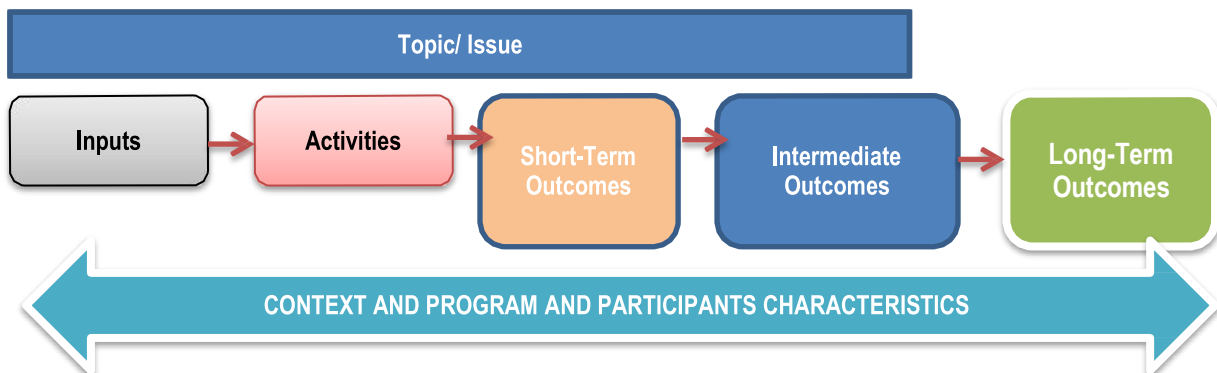 Topic/ Issue
Inputs
Activities
Short-Term
Outcomes
Intermediate
Outcomes
Long-Term
Outcomes
CONTEXT AND PROGRAM AND PARTICIPANTS CHARACTERISTICS